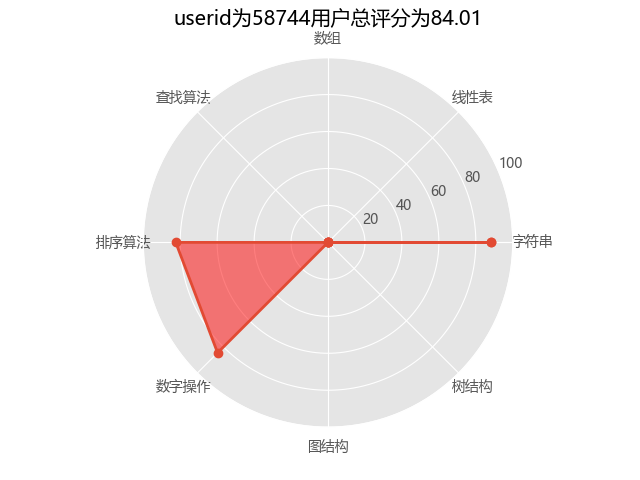 userid为58744用户总评分为84.01
数组
查找算法
线性表
100
80
60
40
20
排序算法
字符串
数字操作
树结构
图结构